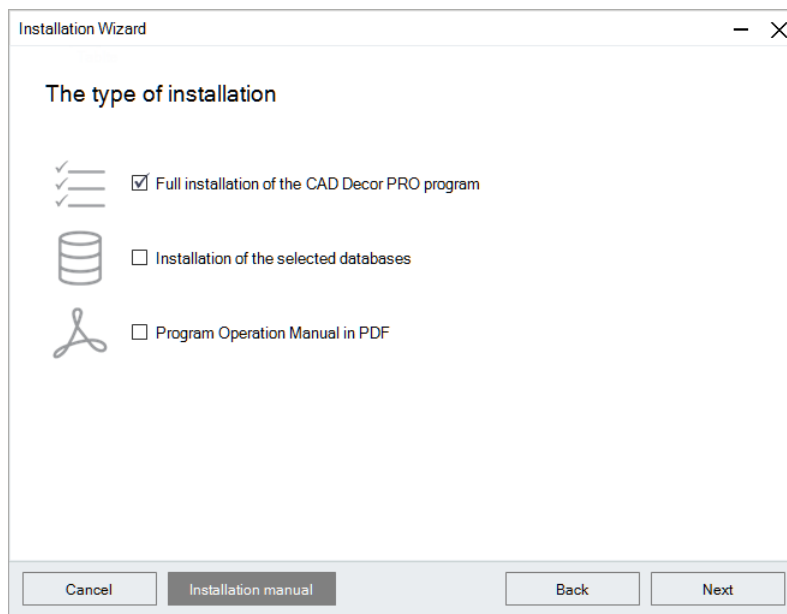 Installation Wizard
The type of installation
Full installation of the CAD Decor PRO program
Installation of the selected databases
Program Operation Manual in PDF
Cancel
Installation manual
Back
Next